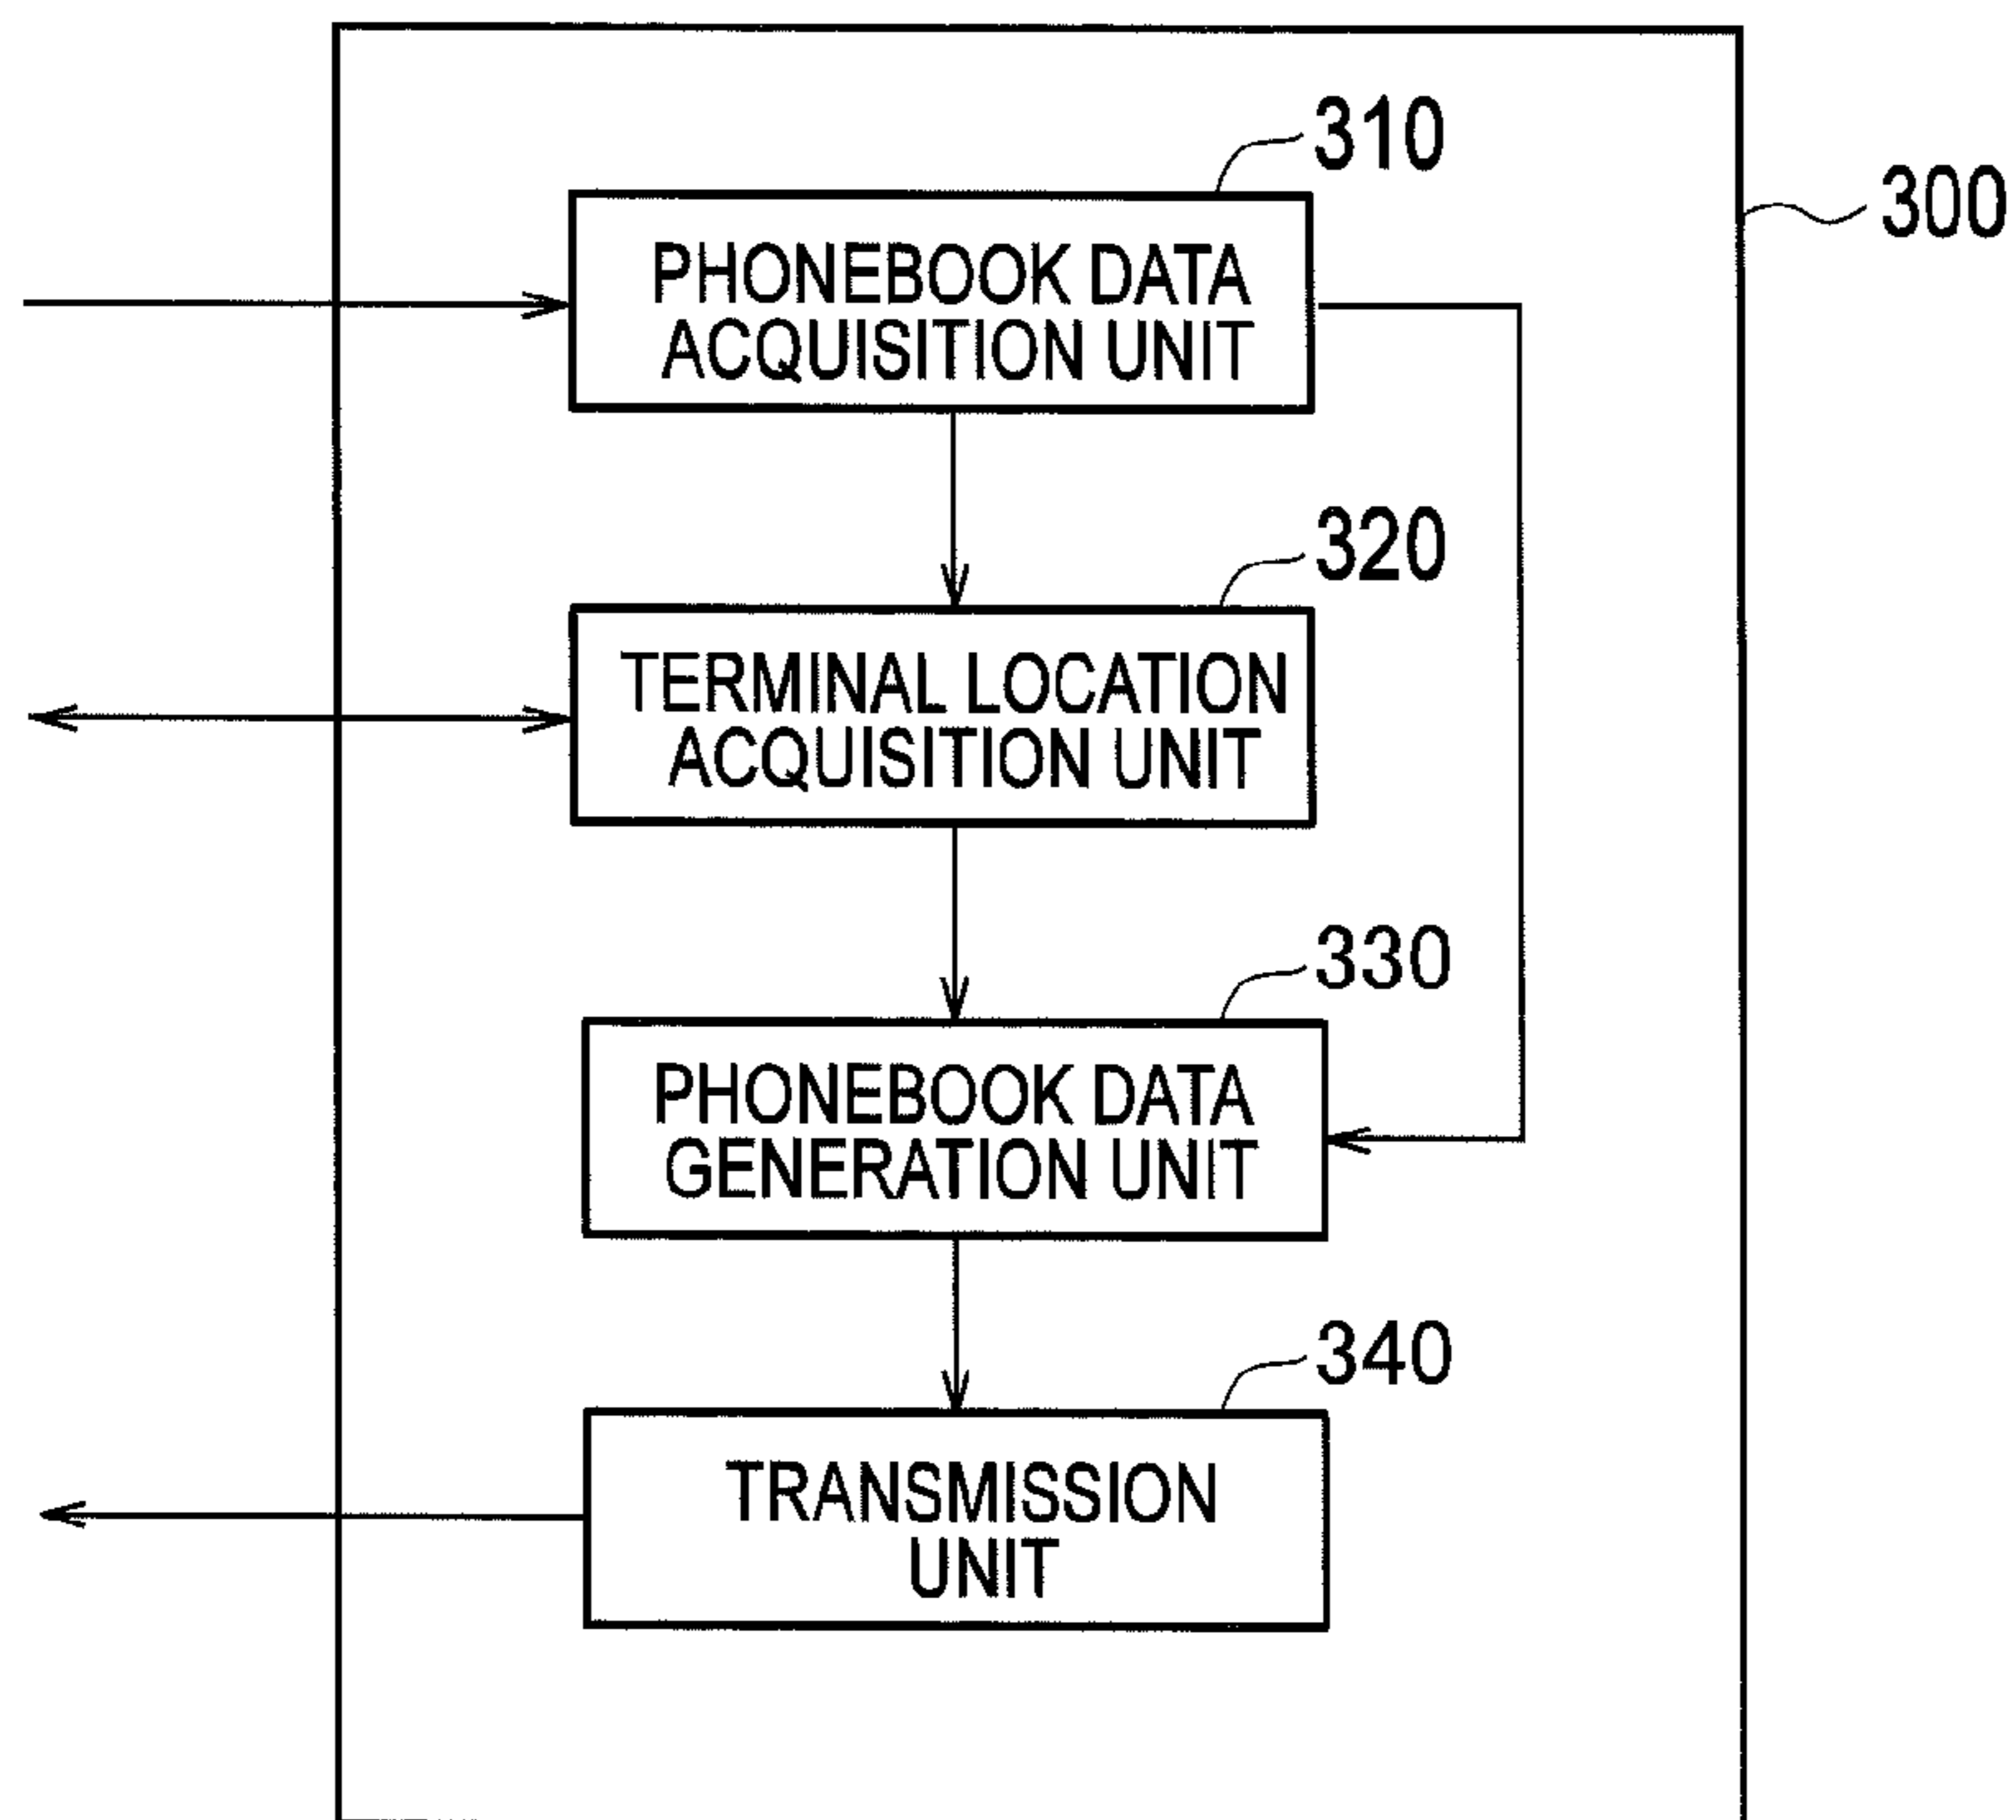 310
300
PHONEBOOK DATA
ACQUISITION UNIT
320
TERMINAL LOCATION
ACQUISITION UNIT
330
PHONEBOOK DATA
GENERATION UNIT
340
TRANSMISSION
UNIT